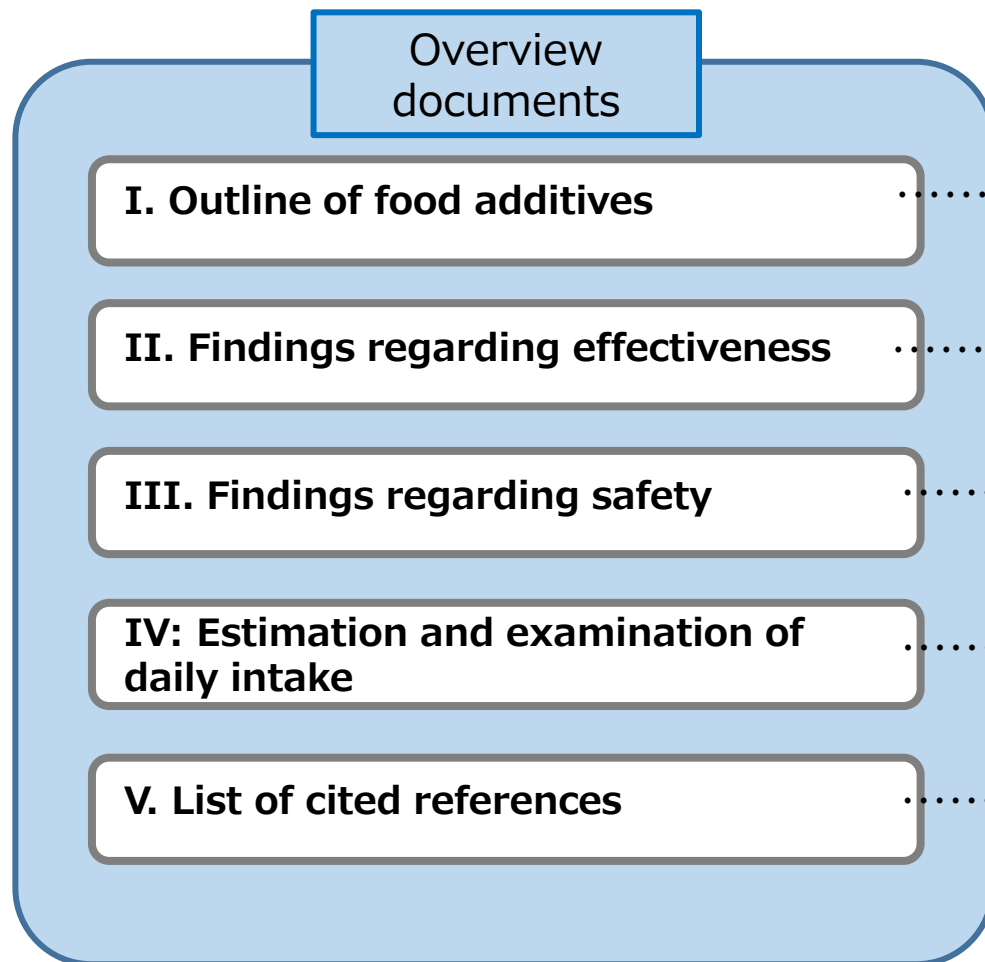 Overview
documents
I. Outline of food additives
II. Findings regarding effectiveness
III. Findings regarding safety
IV: Estimation and examination of
daily intake
V. List of cited references